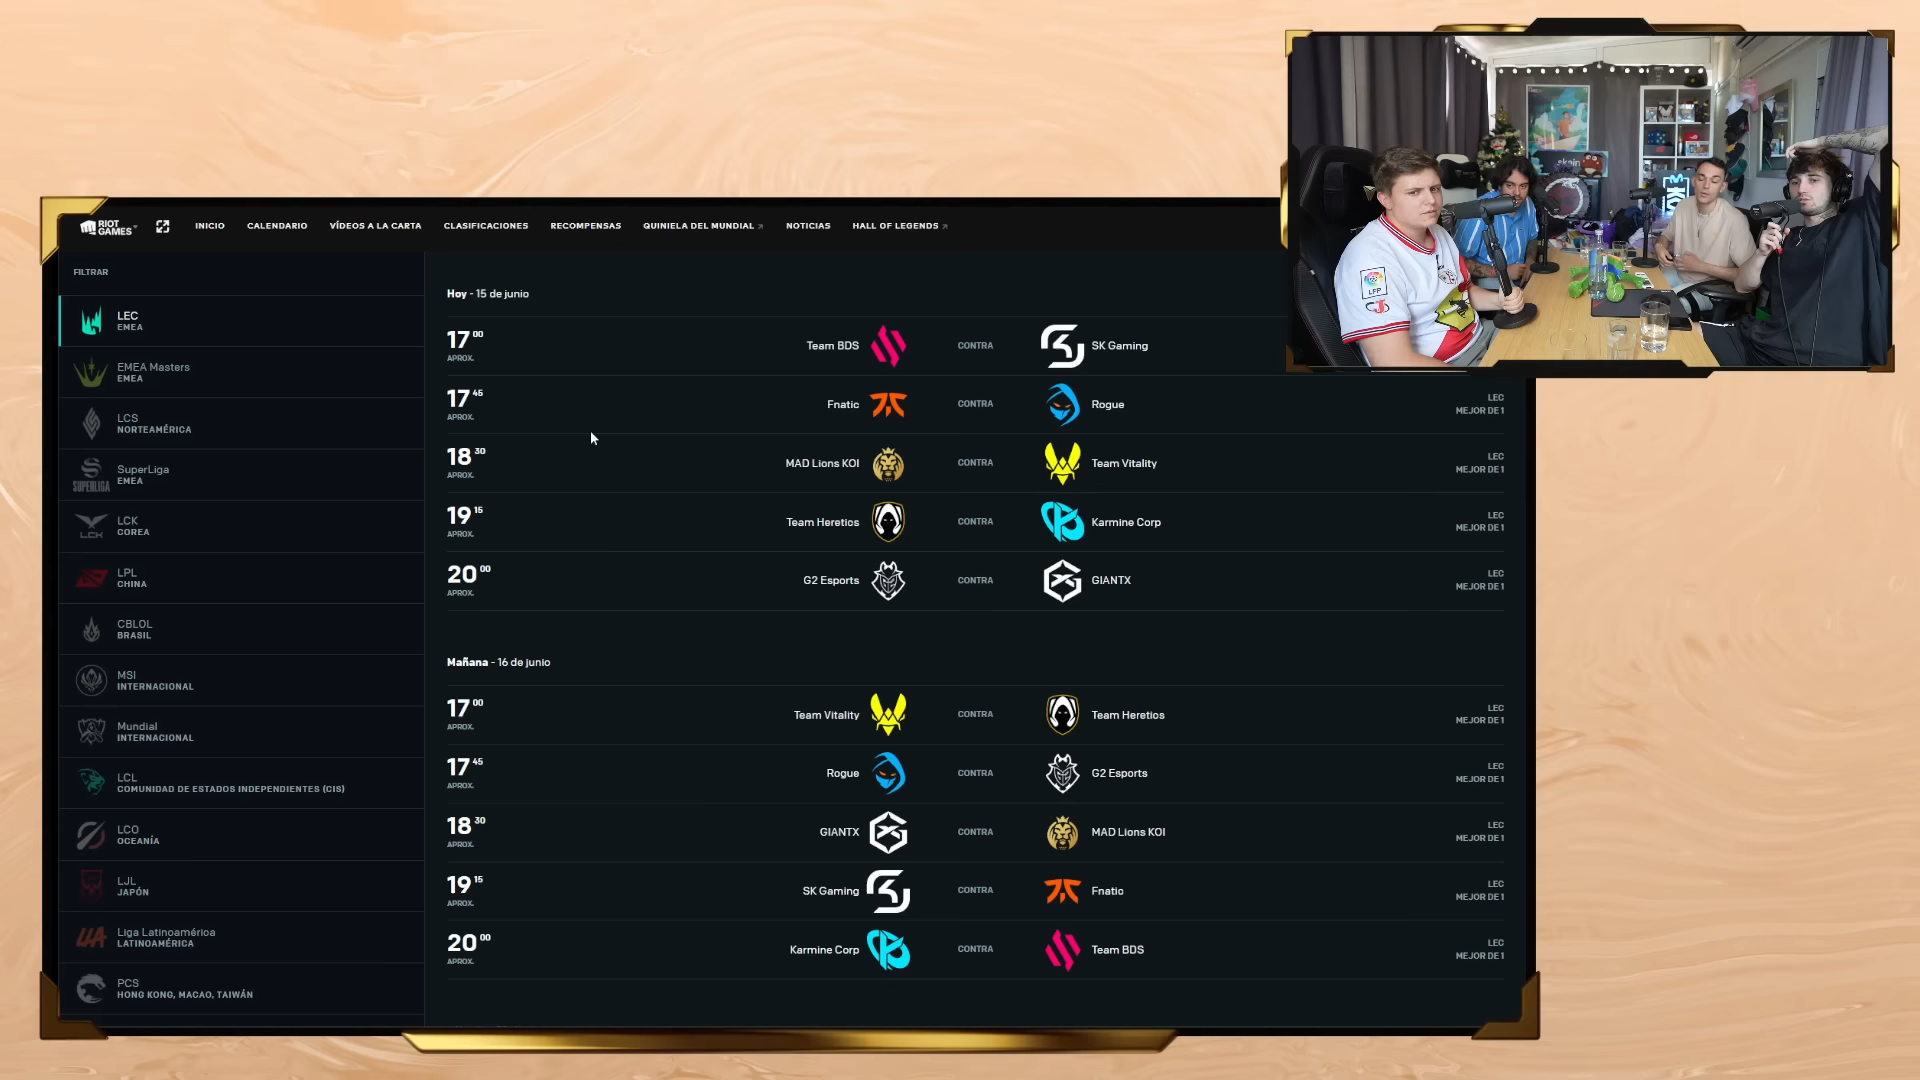 RIOT GAMES
INICIO
CALENDARIO
VÍDEOS A LA CARTA
CLASIFICACIONES
RECOMPENSAS
QUINIELA DEL MUNDIAL
NOTICIAS
HALL OF LEGENDS
FILTRAR
LEC
EMEA
EMEA Masters
EMEA
LCS
NORTEAMÉRICA
SUPERLIGA
SuperLiga
EMEA
LCK
LCK
COREA
LPL
CHINA
CBLOL
BRASIL
MSI
INTERNACIONAL
Mundial
INTERNACIONAL
LCL
COMUNIDAD DE ESTADOS INDEPENDIENTES (CIS)
LCO
OCEANÍA
LJL
JAPÓN
Liga Latinoamérica
LATINOAMÉRICA
PCS
HONG KONG, MACAO, TAIWÁN
Hoy - 15 de junio
17 00 APROX. Team BDS CONTRA SK Gaming
17 45 APROX. Fnatic CONTRA Rogue LEC MEJOR DE 1
18 30 APROX. MAD Lions KOI CONTRA Team Vitality LEC MEJOR DE 1
19 15 APROX. Team Heretics CONTRA Karmine Corp LEC MEJOR DE 1
20 00 APROX. G2 Esports CONTRA GIANTX LEC MEJOR DE 1
Mañana - 16 de junio
17 00 APROX. Team Vitality CONTRA Team Heretics LEC MEJOR DE 1
17 45 APROX. Rogue CONTRA G2 Esports LEC MEJOR DE 1
18 30 APROX. GIANTX CONTRA MAD Lions KOI LEC MEJOR DE 1
19 15 APROX. SK Gaming CONTRA Fnatic LEC MEJOR DE 1
20 00 APROX. Karmine Corp CONTRA Team BDS LEC MEJOR DE 1
LFP